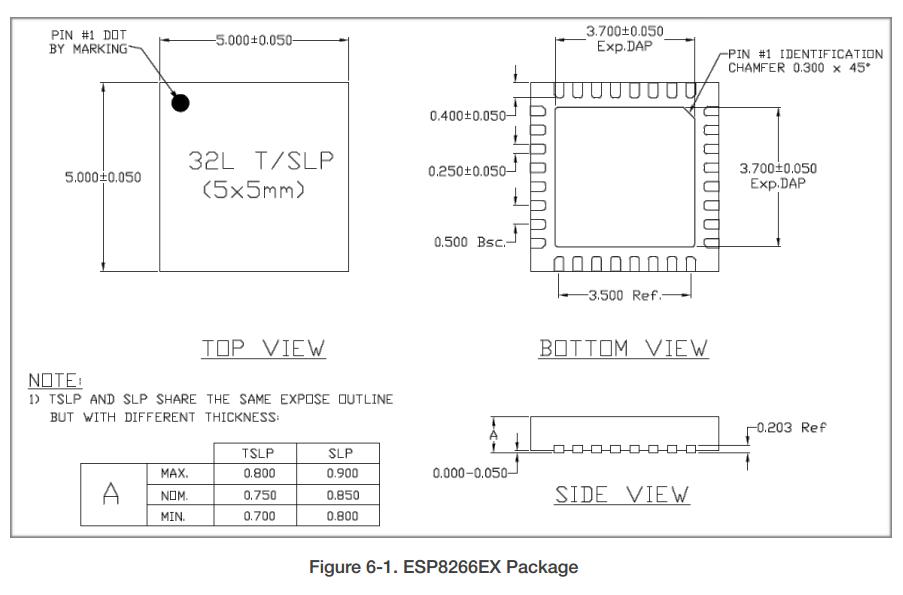 PIN #1 DOT
BY MARKING
5.000±0.050
5.000±0.050
32L T/SLP
(5x5mm)
TOP VIEW
3.700±0.050
Exp.DAP
PIN #1 IDENTIFICATION
CHAMFER 0.300 x 45°
0.400±0.050
0.250±0.050
0.500 Bsc.
3.700±0.050
Exp.DAP
3.500 Ref.
BOTTOM VIEW
NOTE:
1) TSLP AND SLP SHARE THE SAME EXPOSE OUTLINE
BUT WITH DIFFERENT THICKNESS:
TSLP SLP
A
MAX. 0.800 0.900
NOM. 0.750 0.850
MIN. 0.700 0.800
A
0.000-0.050
0.203 Ref
SIDE VIEW
Figure 6-1. ESP8266EX Package